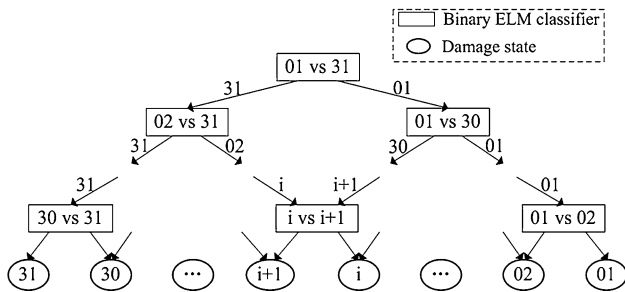 Binary ELM classifier
Damage state
01 vs 31
31 01
02 vs 31 01 vs 30
31 02 30 01
31 i i+1 01
30 vs 31 i vs i+1 01 vs 02
31 30 ... i+1 i ... 02 01